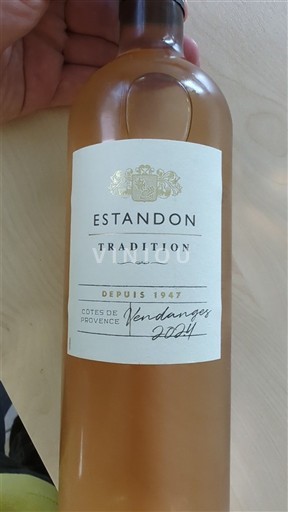 ESTANDON
TRADITION
VINIOU
DEPUIS 1947
CÔTES DE
PROVENCE
Vendanges
2024